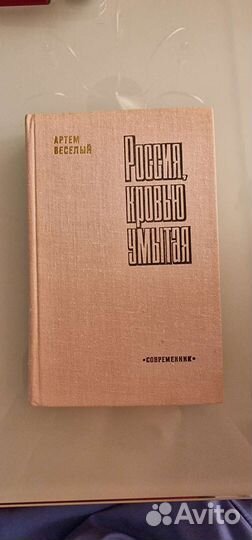 АРТЕМ
ВЕСЕЛЫЙ
РОССИЯ,
КРОВЬЮ
УМЫТАЯ
•СОВРЕМЕННИК•
Avito